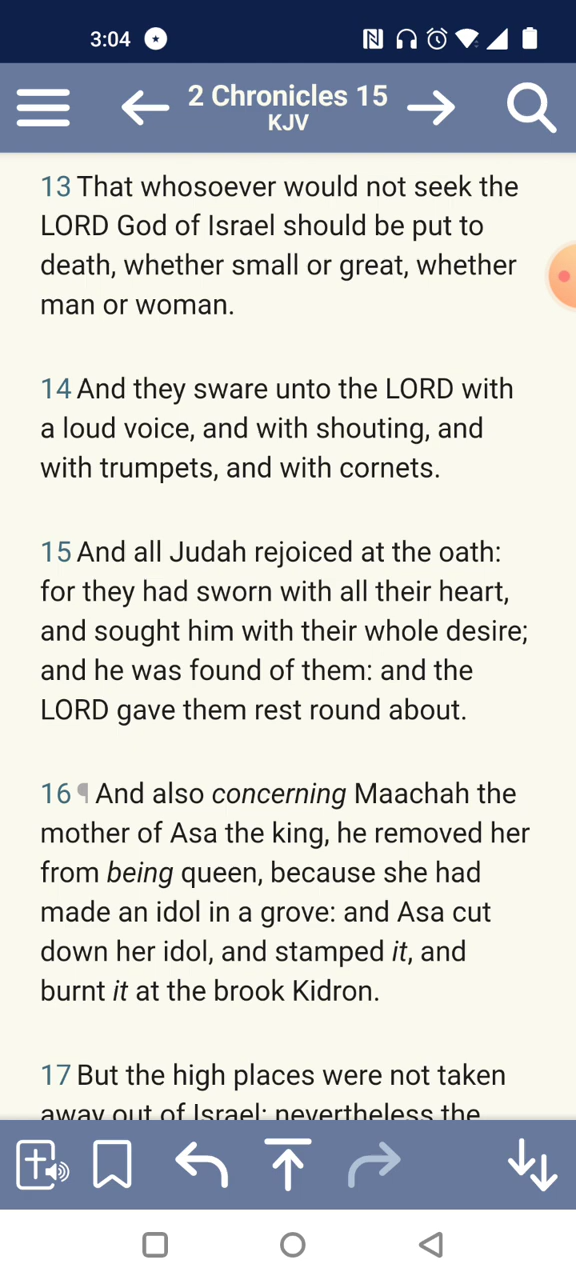 3:04
2 Chronicles 15
KJV
13 That whosoever would not seek the
LORD God of Israel should be put to
death, whether small or great, whether
man or woman.
14 And they sware unto the LORD with
a loud voice, and with shouting, and
with trumpets, and with cornets.
15 And all Judah rejoiced at the oath:
for they had sworn with all their heart,
and sought him with their whole desire;
and he was found of them: and the
LORD gave them rest round about.
16 ¶ And also concerning Maachah the
mother of Asa the king, he removed her
from being queen, because she had
made an idol in a grove: and Asa cut
down her idol, and stamped it, and
burnt it at the brook Kidron.
17 But the high places were not taken
away out of Israel: nevertheless the